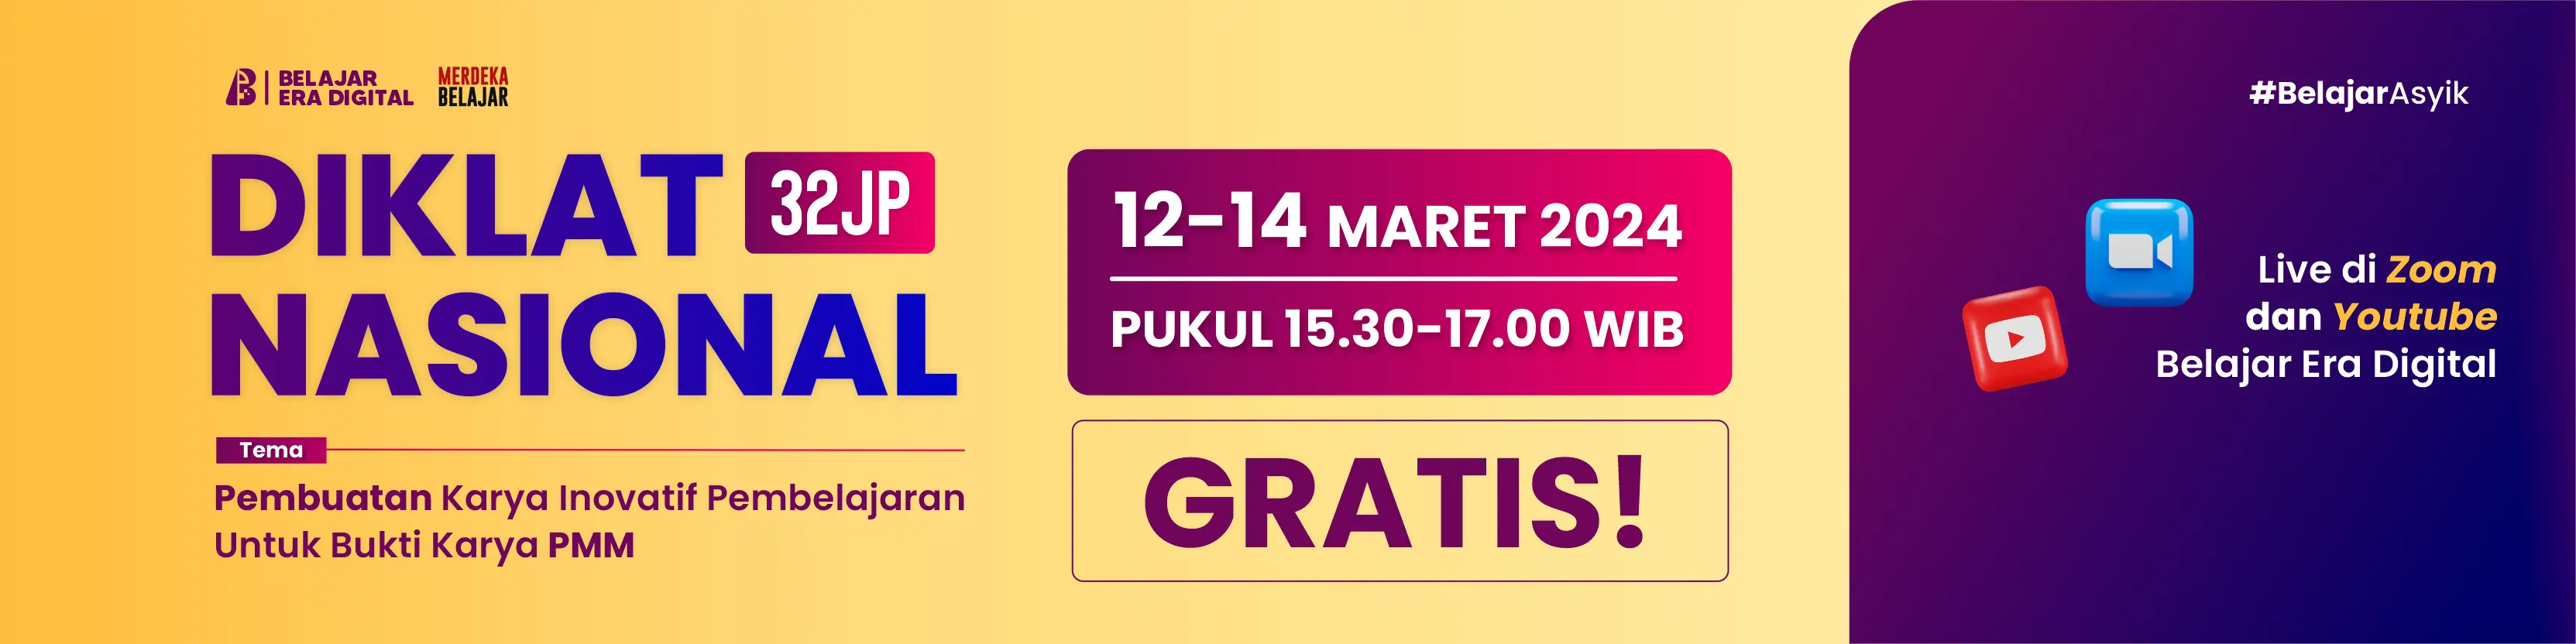 BELAJAR
ERA DIGITAL
MERDEKA
BELAJAR
DIKLAT 32JP
NASIONAL
Tema
Pembuatan Karya Inovatif Pembelajaran
Untuk Bukti Karya PMM
12-14 MARET 2024
PUKUL 15.30-17.00 WIB
GRATIS!
#BelajarAsyik
Live di Zoom
dan Youtube
Belajar Era Digital